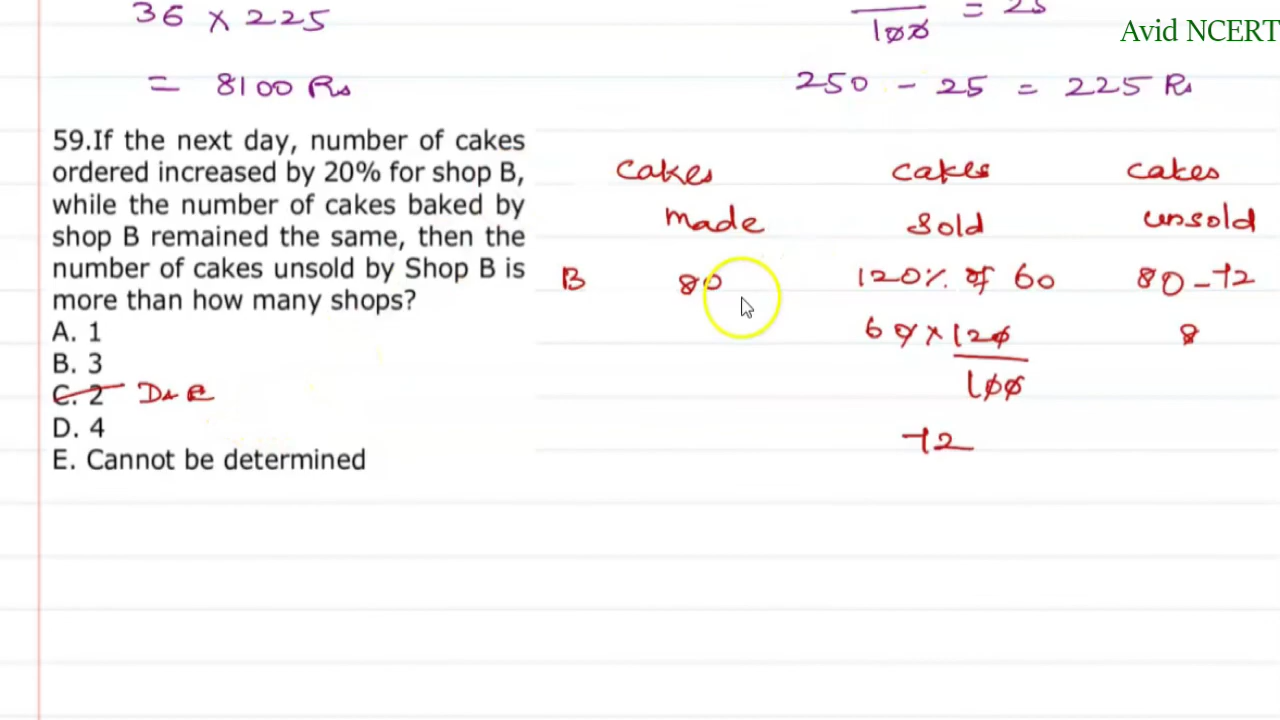 36 × 225
100 = 25
Avid NCERT
= 8100 Rs
250 - 25 = 225 Rs
59.If the next day, number of cakes
ordered increased by 20% for shop B,
while the number of cakes baked by
shop B remained the same, then the
number of cakes unsold by Shop B is
more than how many shops?
A. 1
B. 3
C. 2 D & E
D. 4
E. Cannot be determined
cakes cakes cakes
made sold unsold
B 80 120% of 60 80 - 72
60 × 120 8
100
72